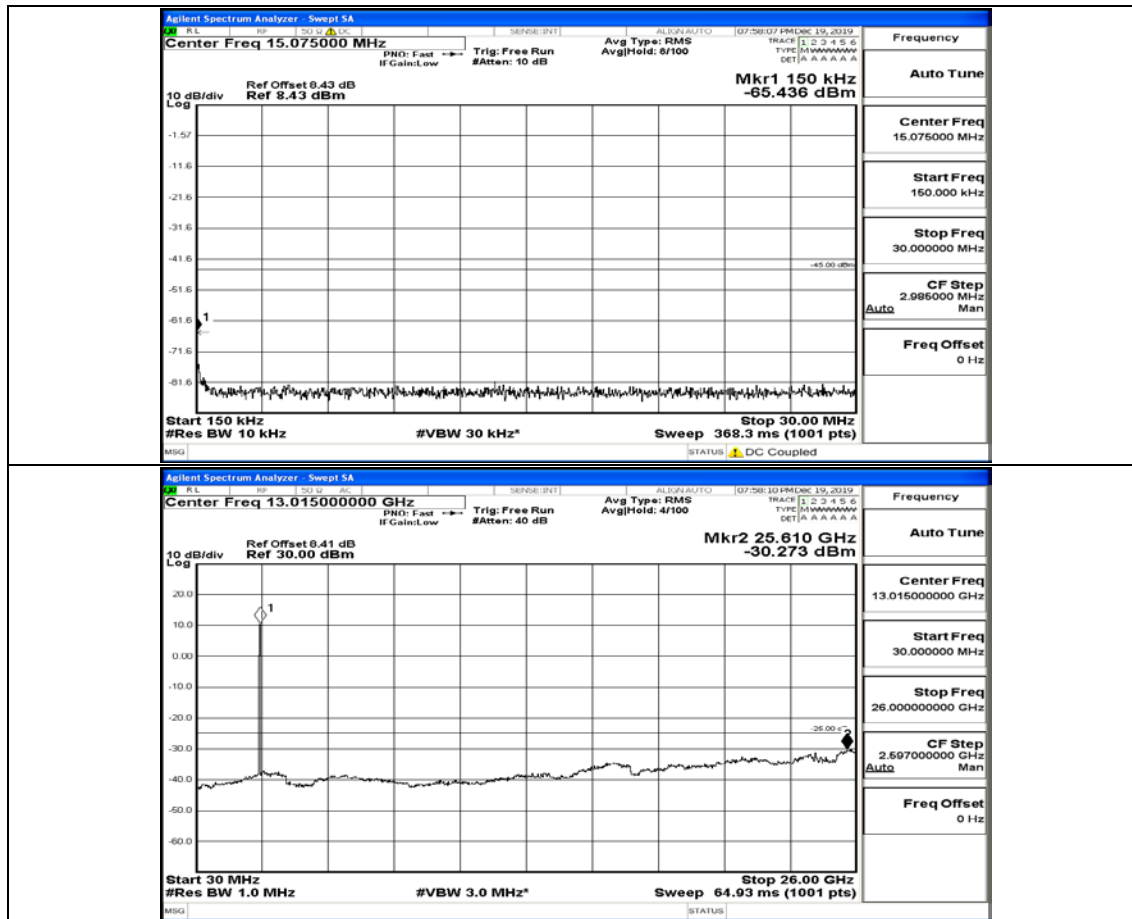 Agilent Spectrum Analyzer - Swept SA
RL RF 50 Ω DC SENSE:INT ALIGN AUTO 07:58:07 PM Dec 19, 2019
Center Freq 15.075000 MHz
PNO: Fast
IFGain:Low
Trig: Free Run
#Atten: 10 dB
Avg Type: RMS
Avg|Hold: 8/100
TRACE 1 2 3 4 5 6
TYPE M
DET A A A A A A
Ref Offset 8.43 dB
10 dB/div Ref 8.43 dBm
Log
Mkr1 150 kHz
-65.436 dBm
-1.57
-11.6
-21.6
-31.6
-41.6
-45.00 dBm
-51.6
-61.6
1
-71.6
-81.6
Start 150 kHz Stop 30.00 MHz
#Res BW 10 kHz #VBW 30 kHz* Sweep 368.3 ms (1001 pts)
MSG STATUS DC Coupled
Frequency
Auto Tune
Center Freq
15.075000 MHz
Start Freq
150.000 kHz
Stop Freq
30.000000 MHz
CF Step
2.985000 MHz
Auto Man
Freq Offset
0 Hz
Agilent Spectrum Analyzer - Swept SA
RL RF 50 Ω AC SENSE:INT ALIGN AUTO 07:58:10 PM Dec 19, 2019
Center Freq 13.015000000 GHz
PNO: Fast
IFGain:Low
Trig: Free Run
#Atten: 40 dB
Avg Type: RMS
Avg|Hold: 4/100
TRACE 1 2 3 4 5 6
TYPE M
DET A A A A A A
Ref Offset 8.41 dB
10 dB/div Ref 30.00 dBm
Log
Mkr2 25.610 GHz
-30.273 dBm
20.0
1
10.0
0.00
-10.0
-20.0
2
-30.0
-40.0
-50.0
-60.0
Start 30 MHz Stop 26.00 GHz
#Res BW 1.0 MHz #VBW 3.0 MHz* Sweep 64.93 ms (1001 pts)
MSG STATUS
Frequency
Auto Tune
Center Freq
13.015000000 GHz
Start Freq
30.000000 MHz
Stop Freq
26.000000000 GHz
CF Step
2.597000000 GHz
Auto Man
Freq Offset
0 Hz